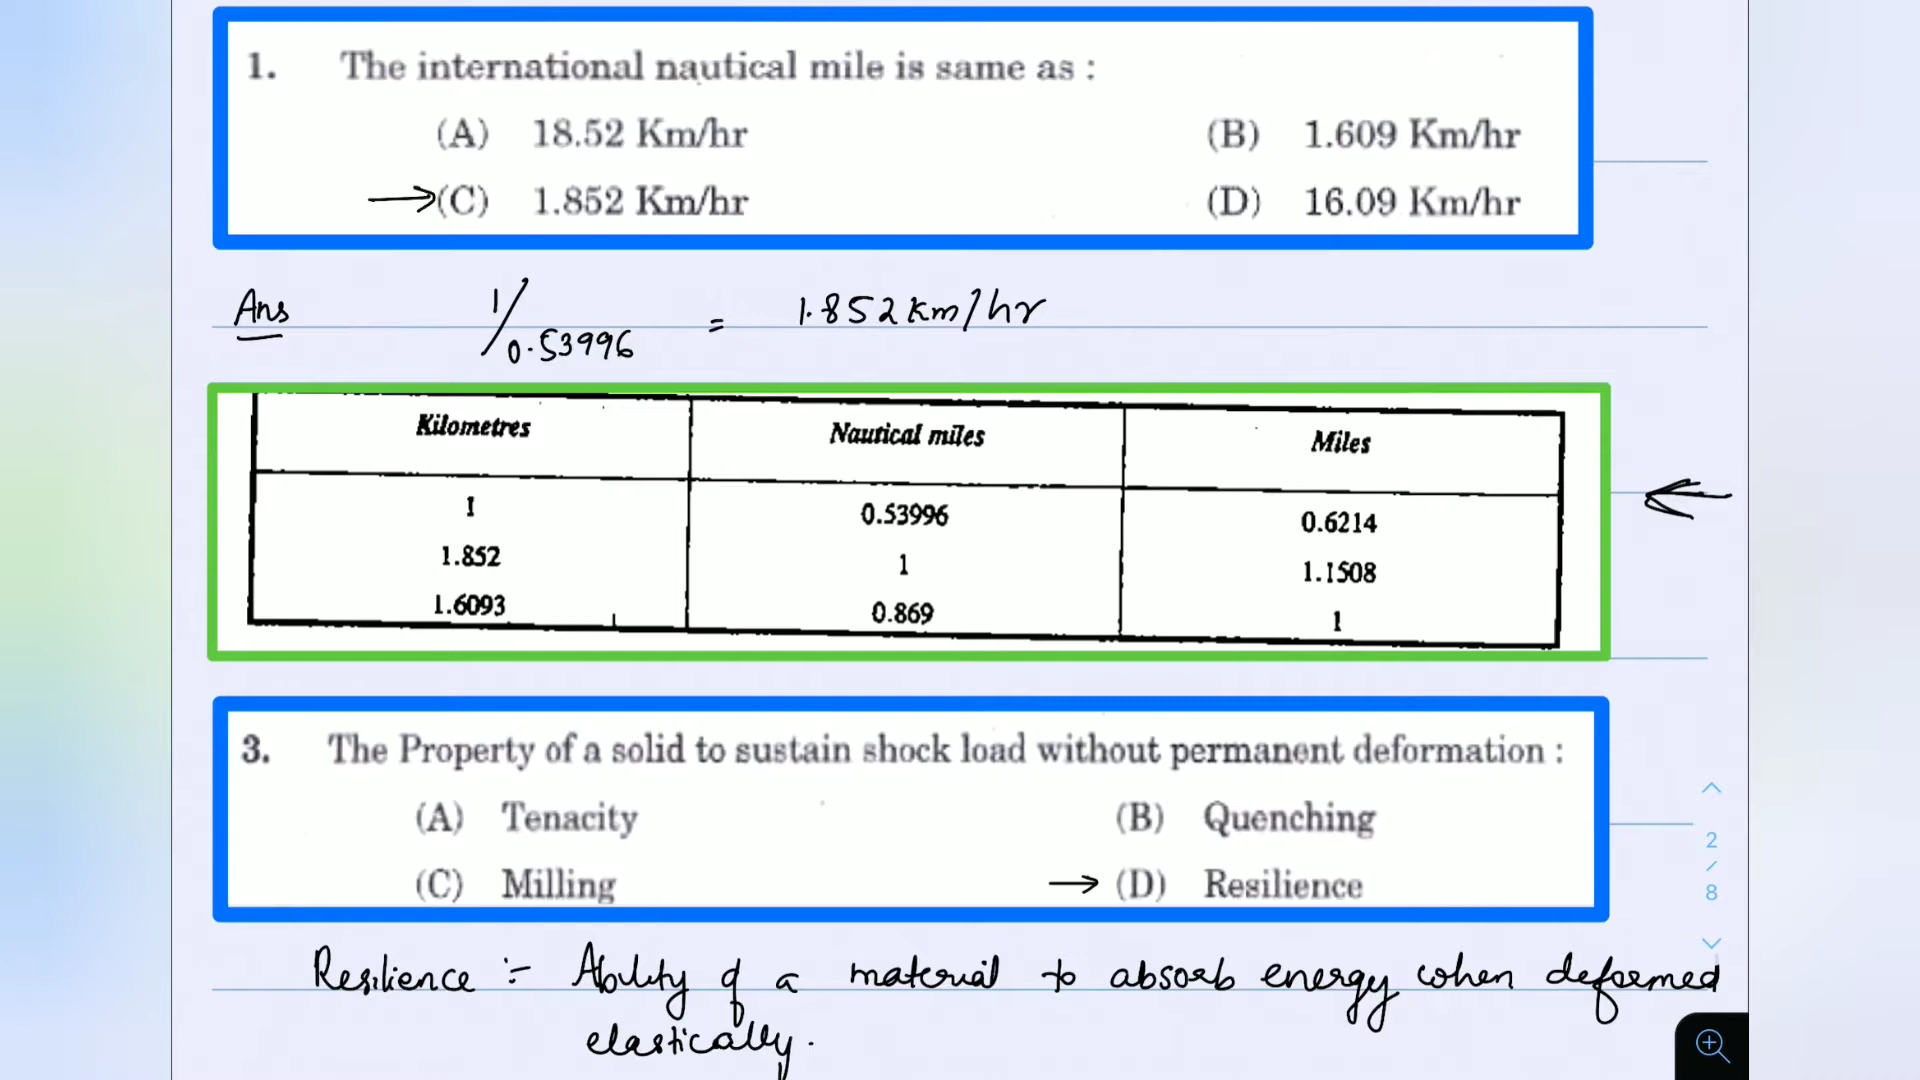 1. The international nautical mile is same as :
(A) 18.52 Km/hr (B) 1.609 Km/hr
→(C) 1.852 Km/hr (D) 16.09 Km/hr
Ans 1/0.53996 = 1.852 Km/hr
Kilometres Nautical miles Miles
1 0.53996 0.6214
1.852 1 1.1508
1.6093 0.869 1
3. The Property of a solid to sustain shock load without permanent deformation :
(A) Tenacity (B) Quenching
(C) Milling → (D) Resilience
Resilience :- Ability of a material to absorb energy when deformed
elastically.
2
/
8